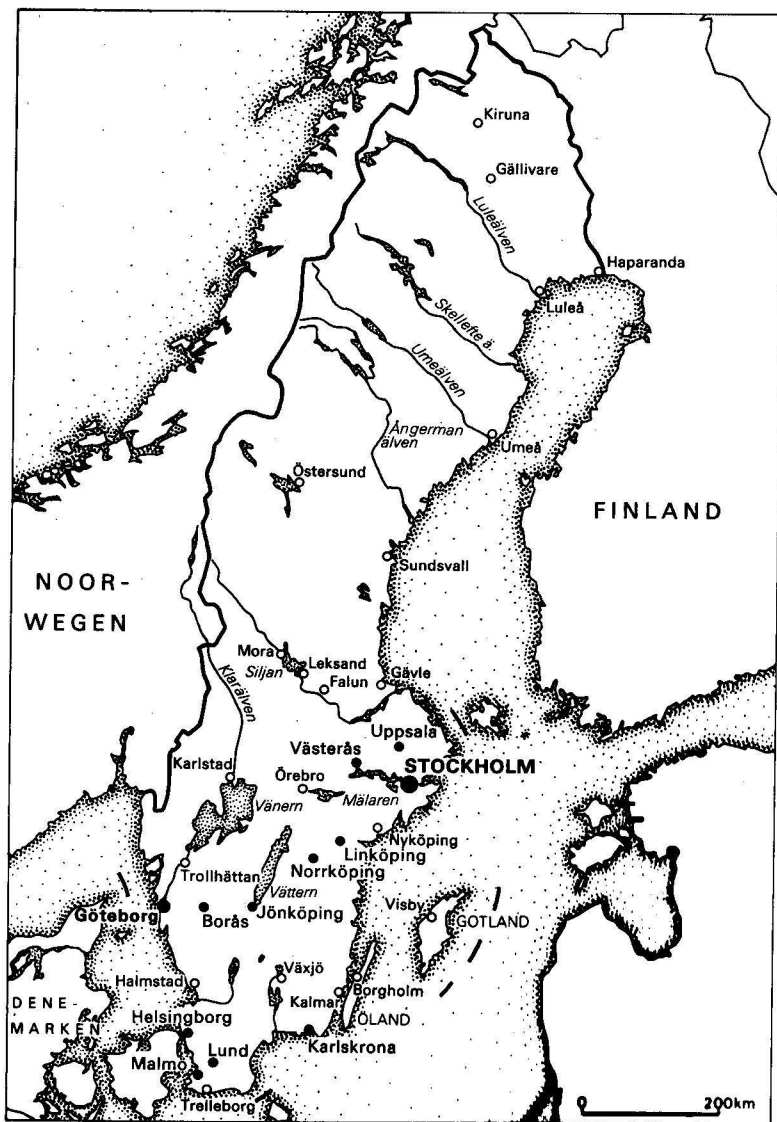 Kiruna
Gällivare
Luleälven
Haparanda
Luleå
Skellefte å
Umeälven
Ångerman
älven
Umeå
Östersund
FINLAND
Sundsvall
NOOR-
WEGEN
Mora
Leksand
Siljan
Falun
Gävle
Klarälven
Uppsala
Västerås
STOCKHOLM
Karlstad
Örebro
Vänern
Mälaren
Nyköping
Linköping
Trollhättan
Norrköping
Vättern
Visby
Göteborg
Borås
Jönköping
GOTLAND
Halmstad
Växjö
Borgholm
Kalmar
DENE-
MARKEN
ÖLAND
Helsingborg
Karlskrona
Lund
Malmö
Trelleborg
0 200km